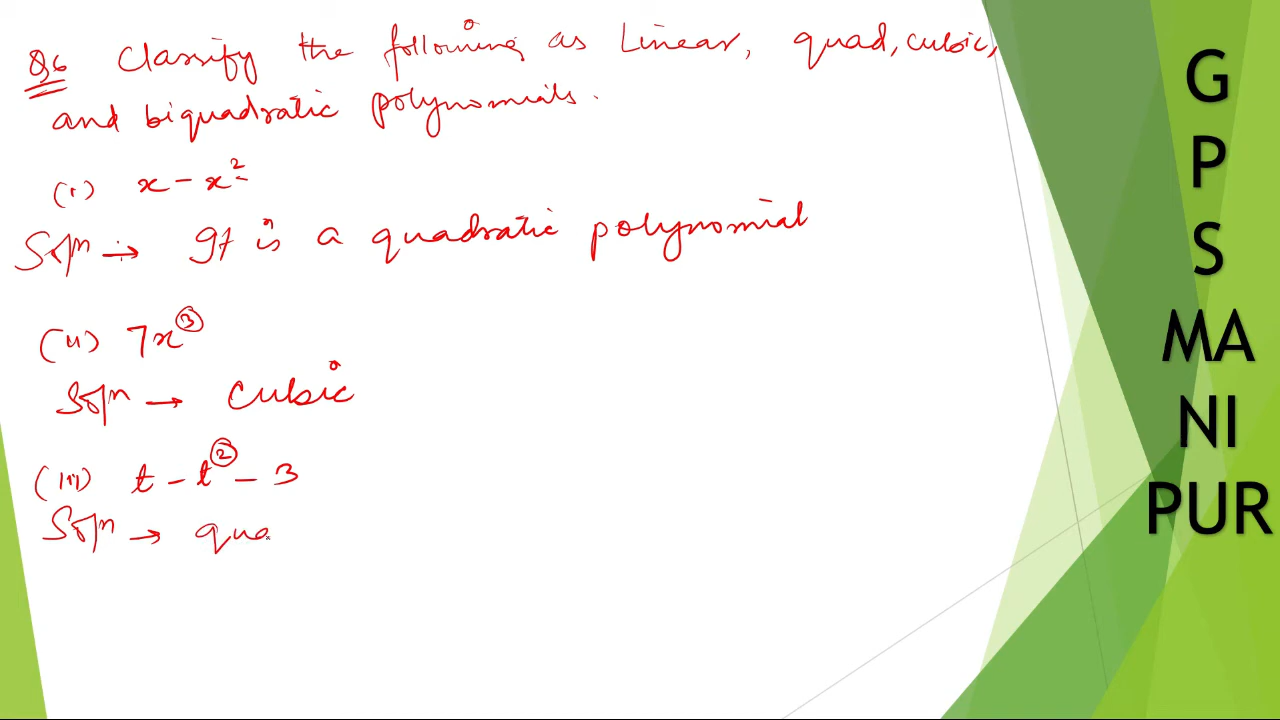 Q6 Classify the following as Linear, quad, cubic,
and biquadratic polynomials.
(i) x - x²
Solⁿ → It is a quadratic polynomial
(ii) 7x³
Solⁿ → cubic
(iii) t - t² - 3
Solⁿ → qua
G
P
S
MA
NI
PUR